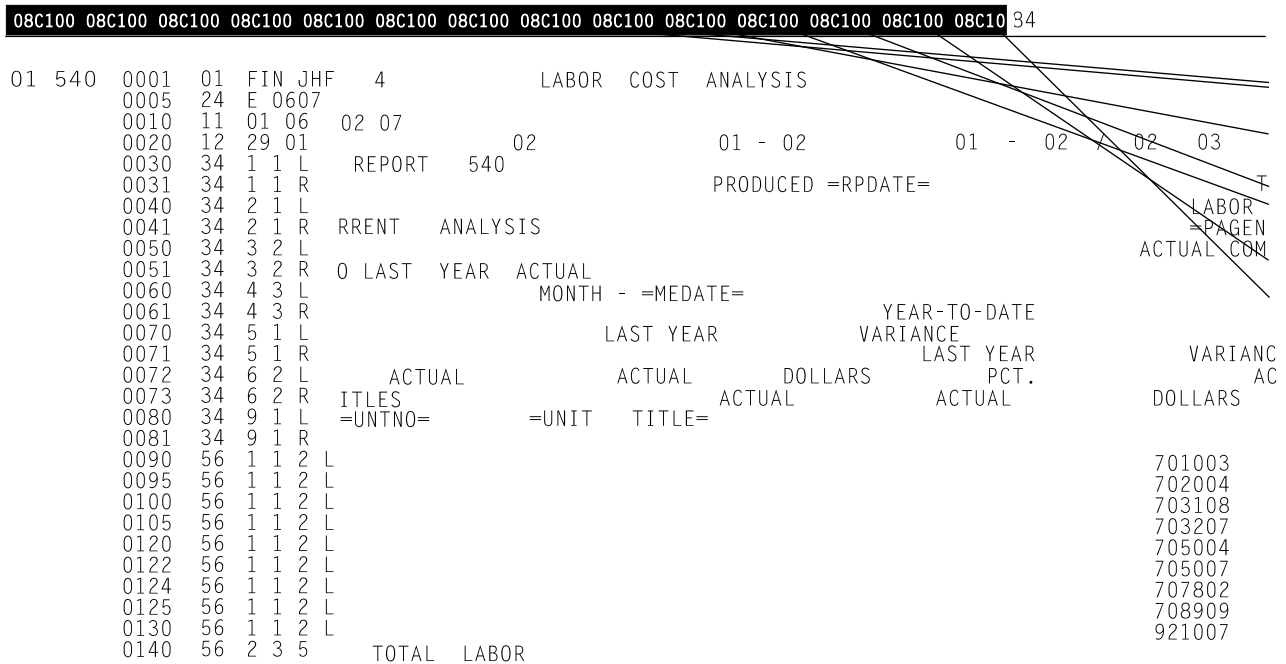 08C100 08C100 08C100 08C100 08C100 08C100 08C100 08C100 08C100 08C100 08C100 08C100 08C100 08C10 34
01 540 0001 01 FIN JHF 4 LABOR COST ANALYSIS
0005 24 E 0607
0010 11 01 06 02 07
0020 12 29 01 02 01 - 02 01 - 02 / 02 03
0030 34 1 1 L REPORT 540
0031 34 1 1 R PRODUCED =RPDATE= T
0040 34 2 1 L LABOR
0041 34 2 1 R RRENT ANALYSIS =PAGEN
0050 34 3 2 L ACTUAL COM
0051 34 3 2 R O LAST YEAR ACTUAL
0060 34 4 3 L MONTH - =MEDATE=
0061 34 4 3 R YEAR-TO-DATE
0070 34 5 1 L LAST YEAR VARIANCE
0071 34 5 1 R LAST YEAR VARIANC
0072 34 6 2 L ACTUAL ACTUAL DOLLARS PCT. AC
0073 34 6 2 R ITLES ACTUAL ACTUAL DOLLARS
0080 34 9 1 L =UNTNO= =UNIT TITLE=
0081 34 9 1 R
0090 56 1 1 2 L 701003
0095 56 1 1 2 L 702004
0100 56 1 1 2 L 703108
0105 56 1 1 2 L 703207
0120 56 1 1 2 L 705004
0122 56 1 1 2 L 705007
0124 56 1 1 2 L 707802
0125 56 1 1 2 L 708909
0130 56 1 1 2 L 921007
0140 56 2 3 5 TOTAL LABOR